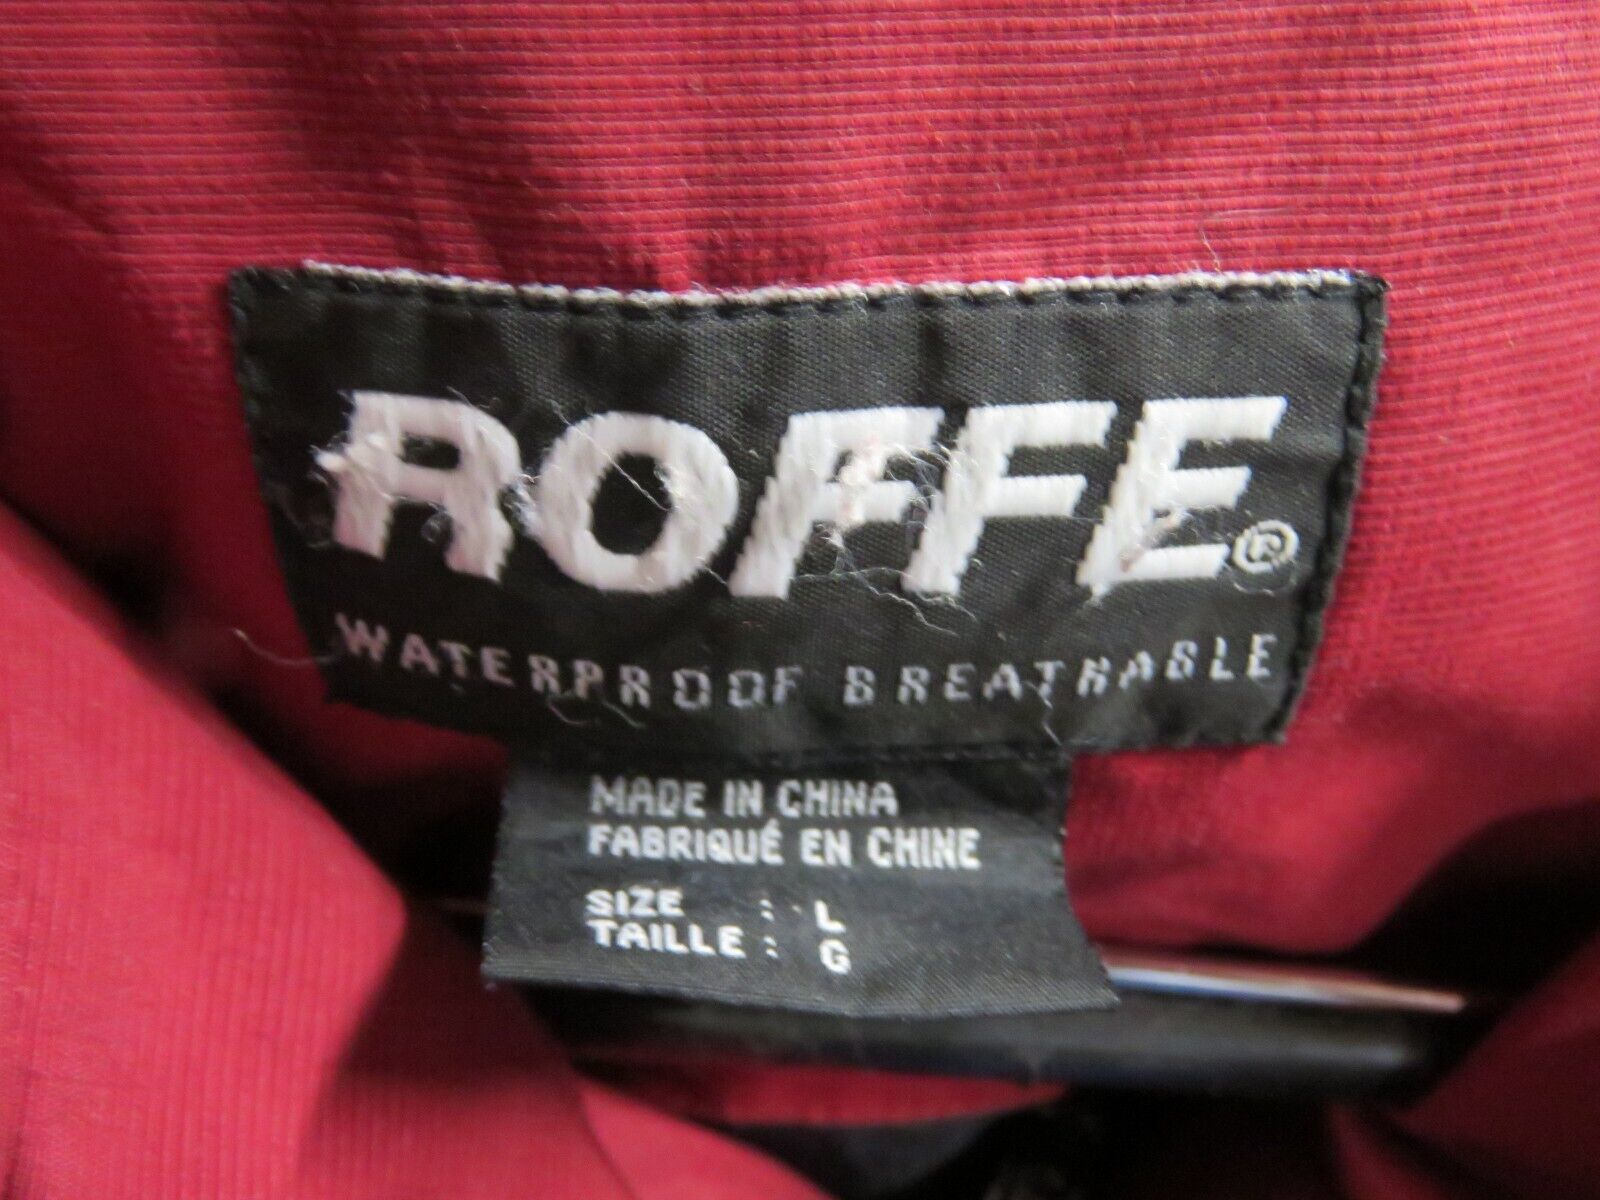 ROFFE®
WATERPROOF BREATHABLE
MADE IN CHINA
FABRIQUÉ EN CHINE
SIZE : L
TAILLE : G